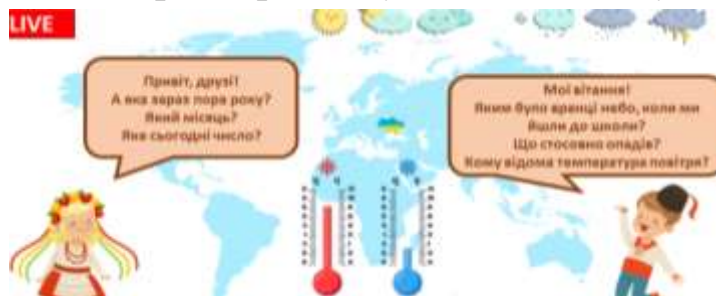 LIVE
Привіт, друзі!
А яка зараз пора року?
Який місяць?
Яка сьогодні число?
Мої вітання!
Яким було вранці небо, коли ми
йшли до школи?
Що стосовно опадів?
Кому відома температура повітря?